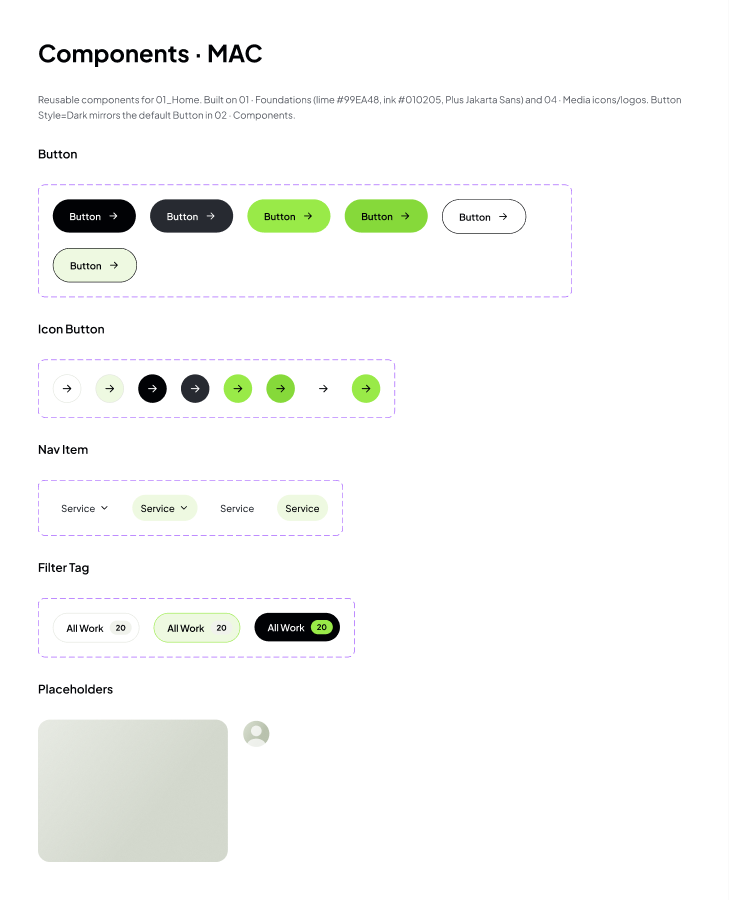 Components · MAC
Reusable components for 01_Home. Built on 01 · Foundations (lime #99EA48, ink #010205, Plus Jakarta Sans) and 04 · Media icons/logos. Button
Style=Dark mirrors the default Button in 02 · Components.
Button
Button → Button → Button → Button → Button →
Button →
Icon Button
→ → → → → → → →
Nav Item
Service Service Service Service
Filter Tag
All Work 20 All Work 20 All Work 20
Placeholders